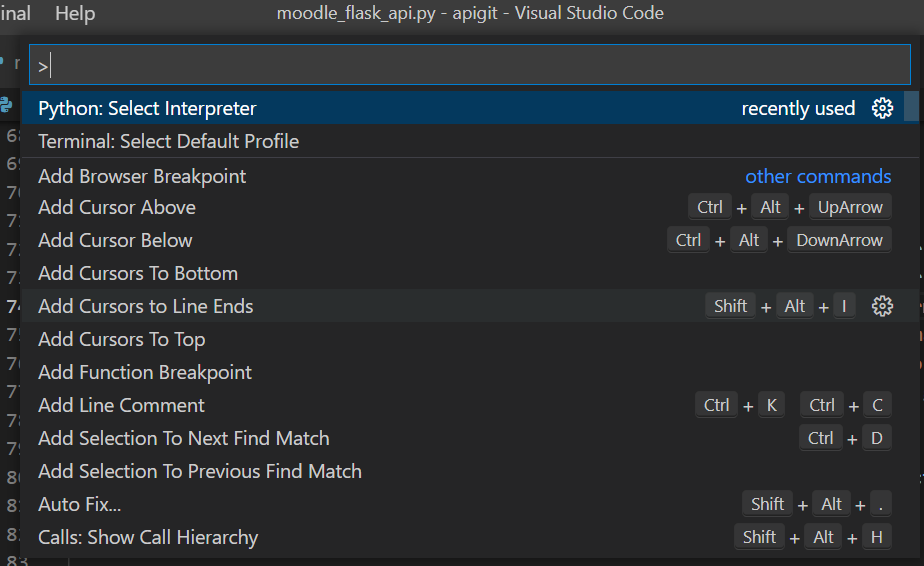 inal Help moodle_flask_api.py - apigit - Visual Studio Code
>
Python: Select Interpreter recently used
Terminal: Select Default Profile
Add Browser Breakpoint other commands
Add Cursor Above Ctrl + Alt + UpArrow
Add Cursor Below Ctrl + Alt + DownArrow
Add Cursors To Bottom
Add Cursors to Line Ends Shift + Alt + I
Add Cursors To Top
Add Function Breakpoint
Add Line Comment Ctrl + K Ctrl + C
Add Selection To Next Find Match Ctrl + D
Add Selection To Previous Find Match
Auto Fix... Shift + Alt + .
Calls: Show Call Hierarchy Shift + Alt + H